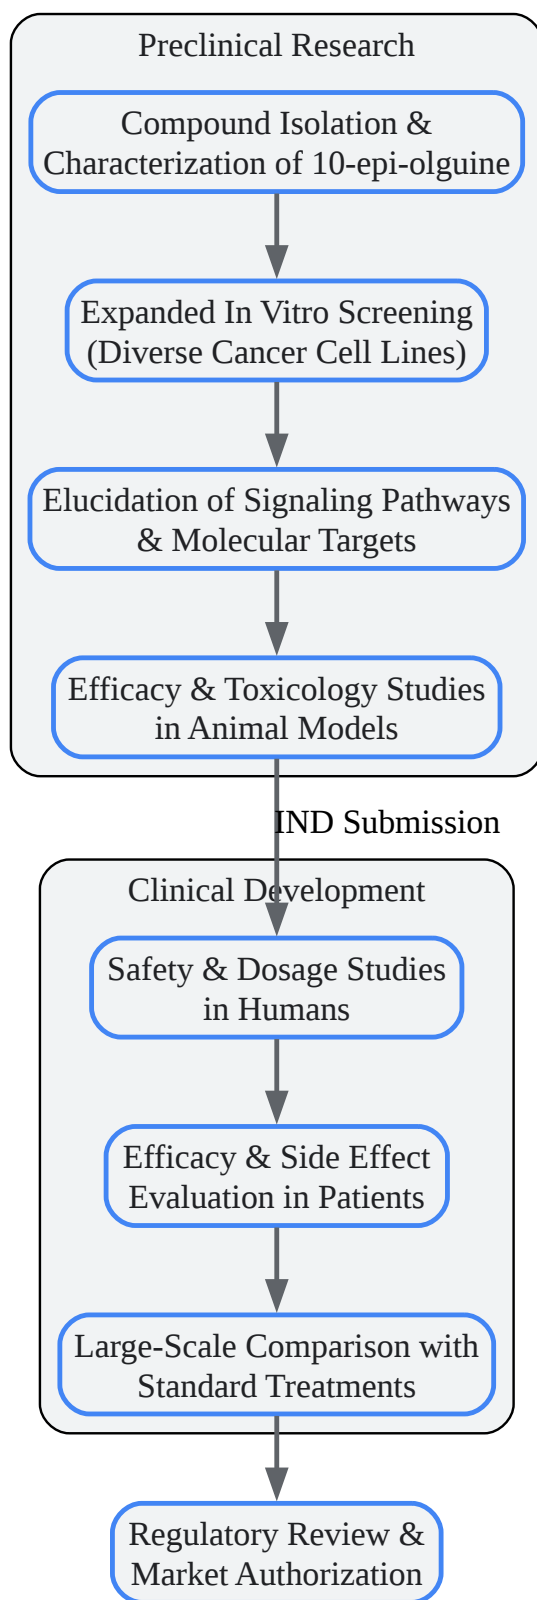 Preclinical Research
Compound Isolation &
Characterization of 10-epi-olguine
Expanded In Vitro Screening
(Diverse Cancer Cell Lines)
Elucidation of Signaling Pathways
& Molecular Targets
Efficacy & Toxicology Studies
in Animal Models
IND Submission
Clinical Development
Safety & Dosage Studies
in Humans
Efficacy & Side Effect
Evaluation in Patients
Large-Scale Comparison with
Standard Treatments
Regulatory Review &
Market Authorization